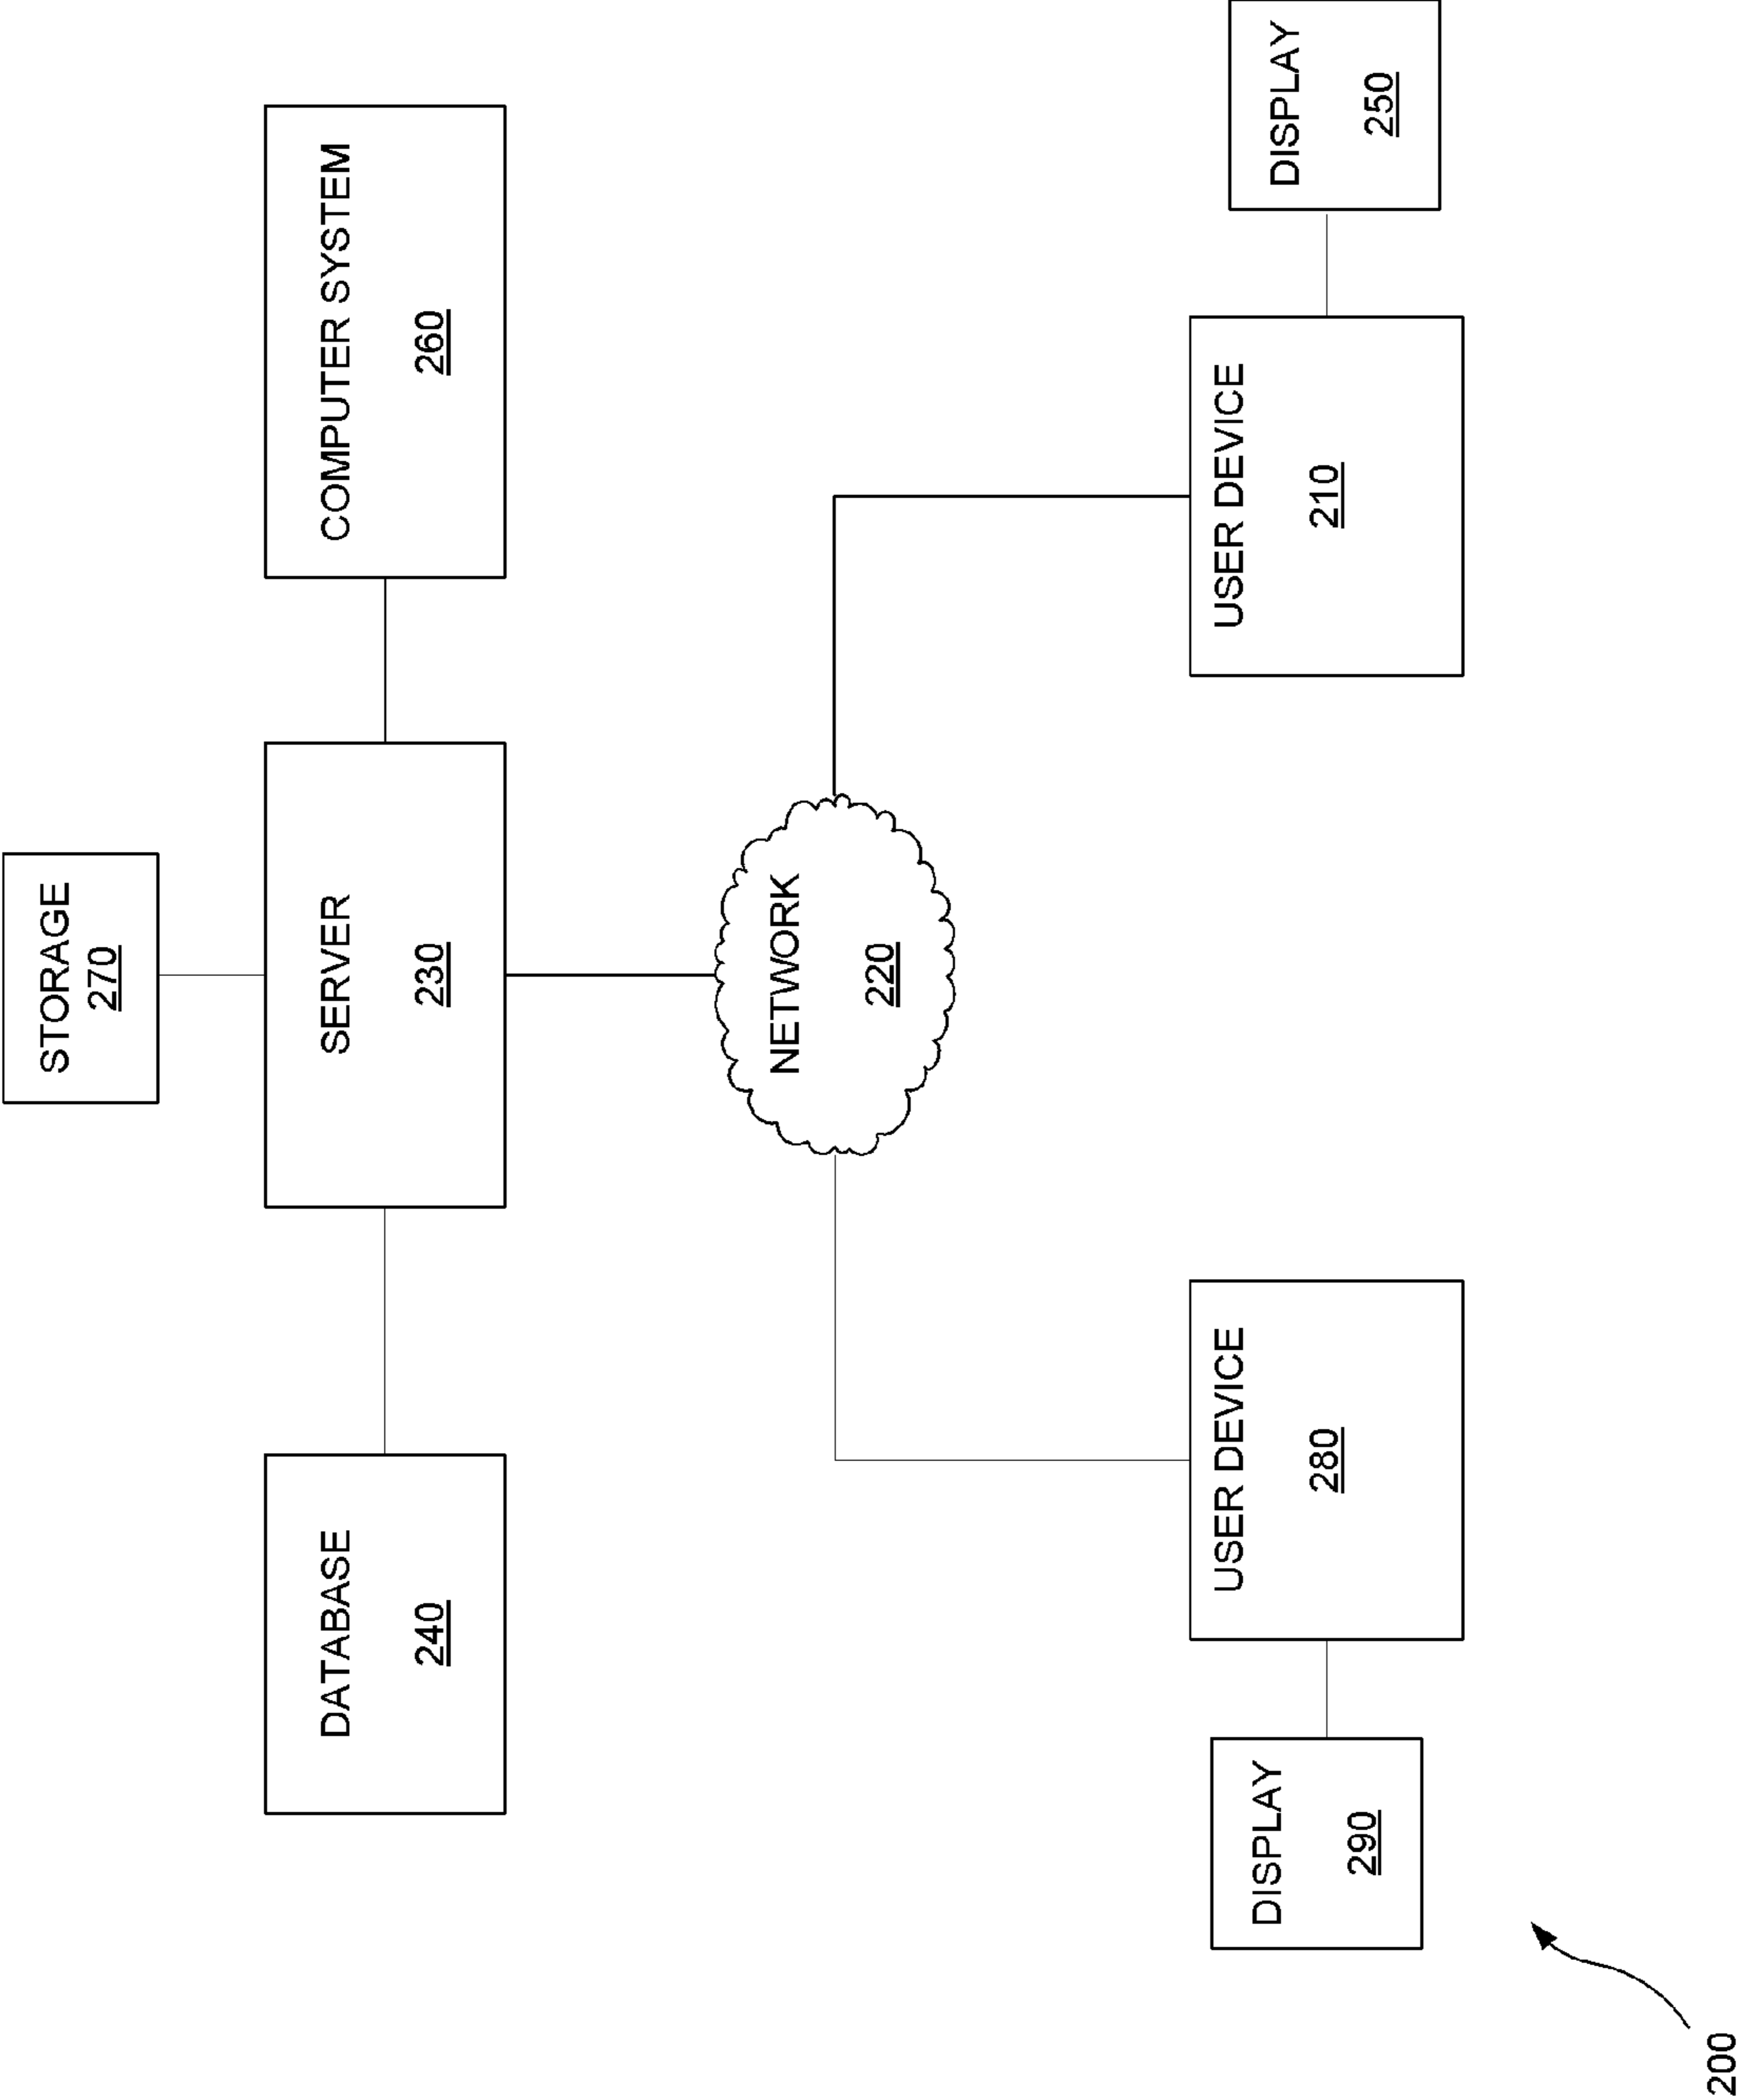 STORAGE
270
DATABASE
240
SERVER
230
COMPUTER SYSTEM
260
NETWORK
220
USER DEVICE
280
USER DEVICE
210
DISPLAY
290
DISPLAY
250
200